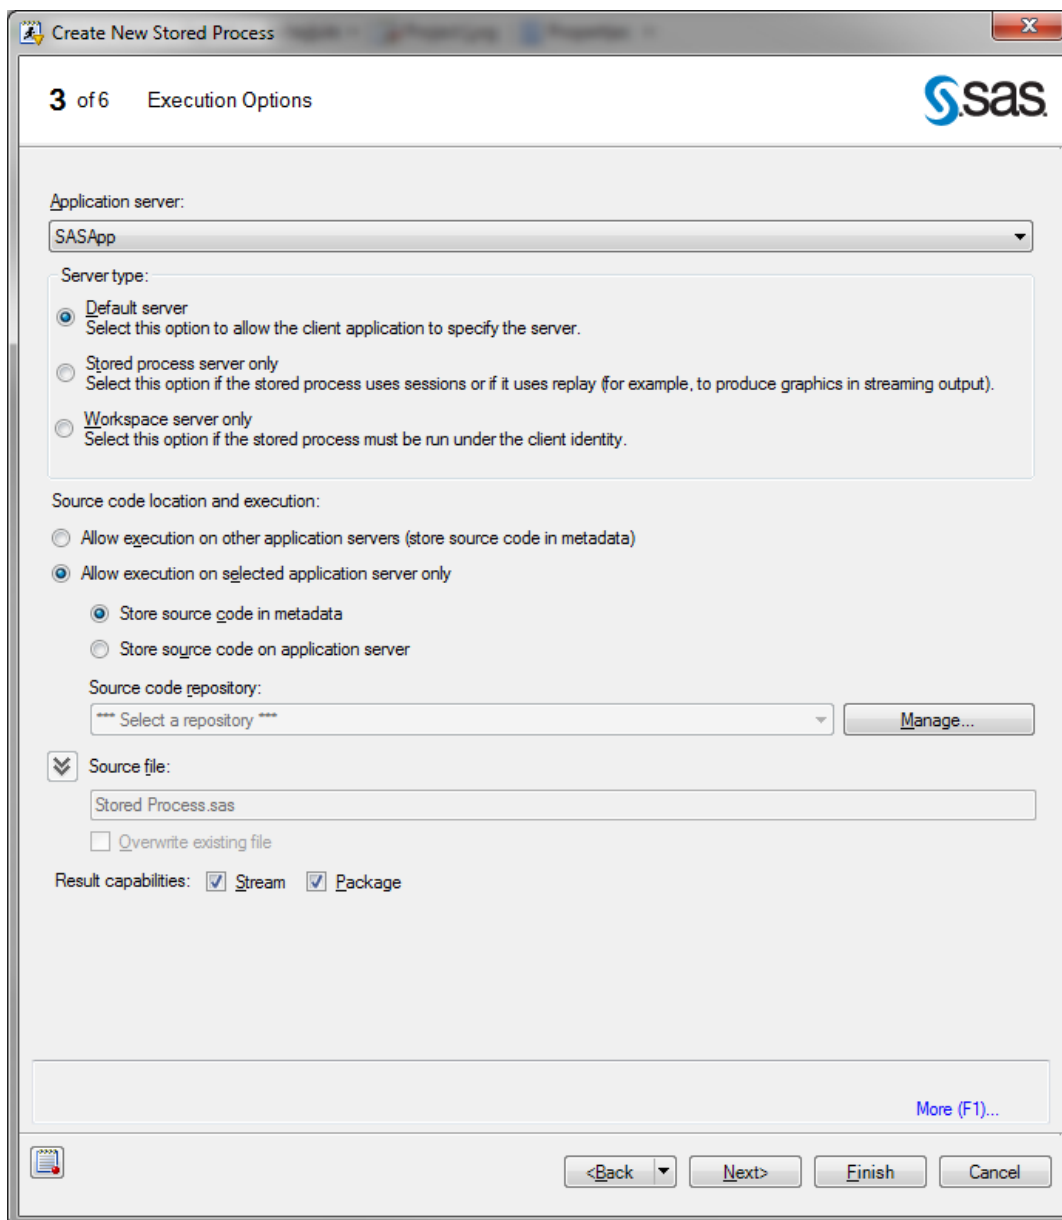 Create New Stored Process
3 of 6 Execution Options
sas
Application server:
SASApp
Server type:
Default server
Select this option to allow the client application to specify the server.
Stored process server only
Select this option if the stored process uses sessions or if it uses replay (for example, to produce graphics in streaming output).
Workspace server only
Select this option if the stored process must be run under the client identity.
Source code location and execution:
Allow execution on other application servers (store source code in metadata)
Allow execution on selected application server only
Store source code in metadata
Store source code on application server
Source code repository:
*** Select a repository *** Manage...
Source file:
Stored Process.sas
Overwrite existing file
Result capabilities: Stream Package
More (F1)...
<Back Next> Finish Cancel